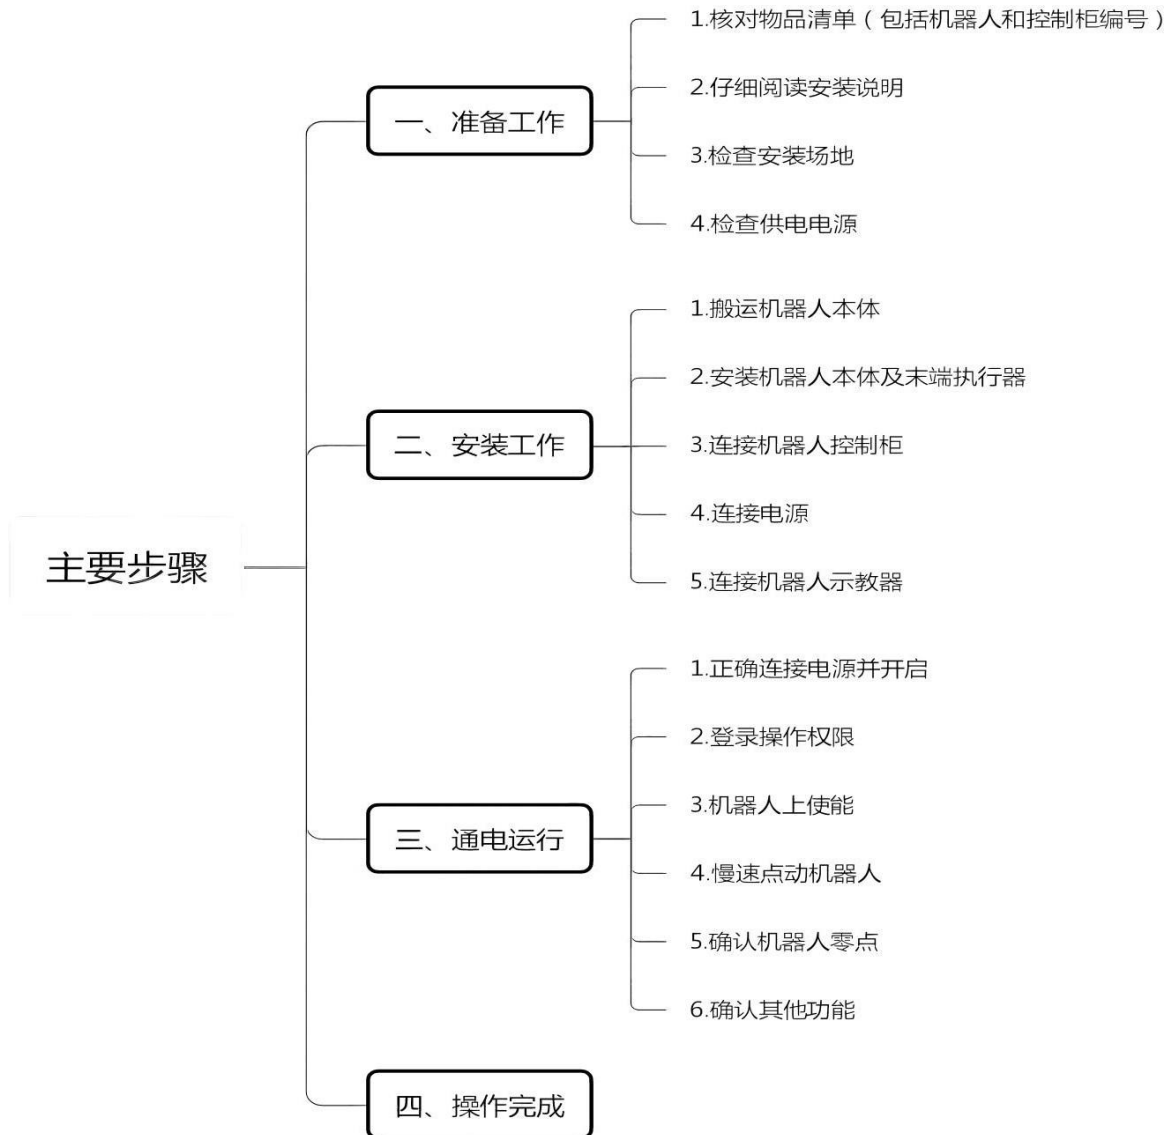 主要步骤
一、准备工作
1.核对物品清单（包括机器人和控制柜编号）
2.仔细阅读安装说明
3.检查安装场地
4.检查供电电源
二、安装工作
1.搬运机器人本体
2.安装机器人本体及末端执行器
3.连接机器人控制柜
4.连接电源
5.连接机器人示教器
三、通电运行
1.正确连接电源并开启
2.登录操作权限
3.机器人上使能
4.慢速点动机器人
5.确认机器人零点
6.确认其他功能
四、操作完成